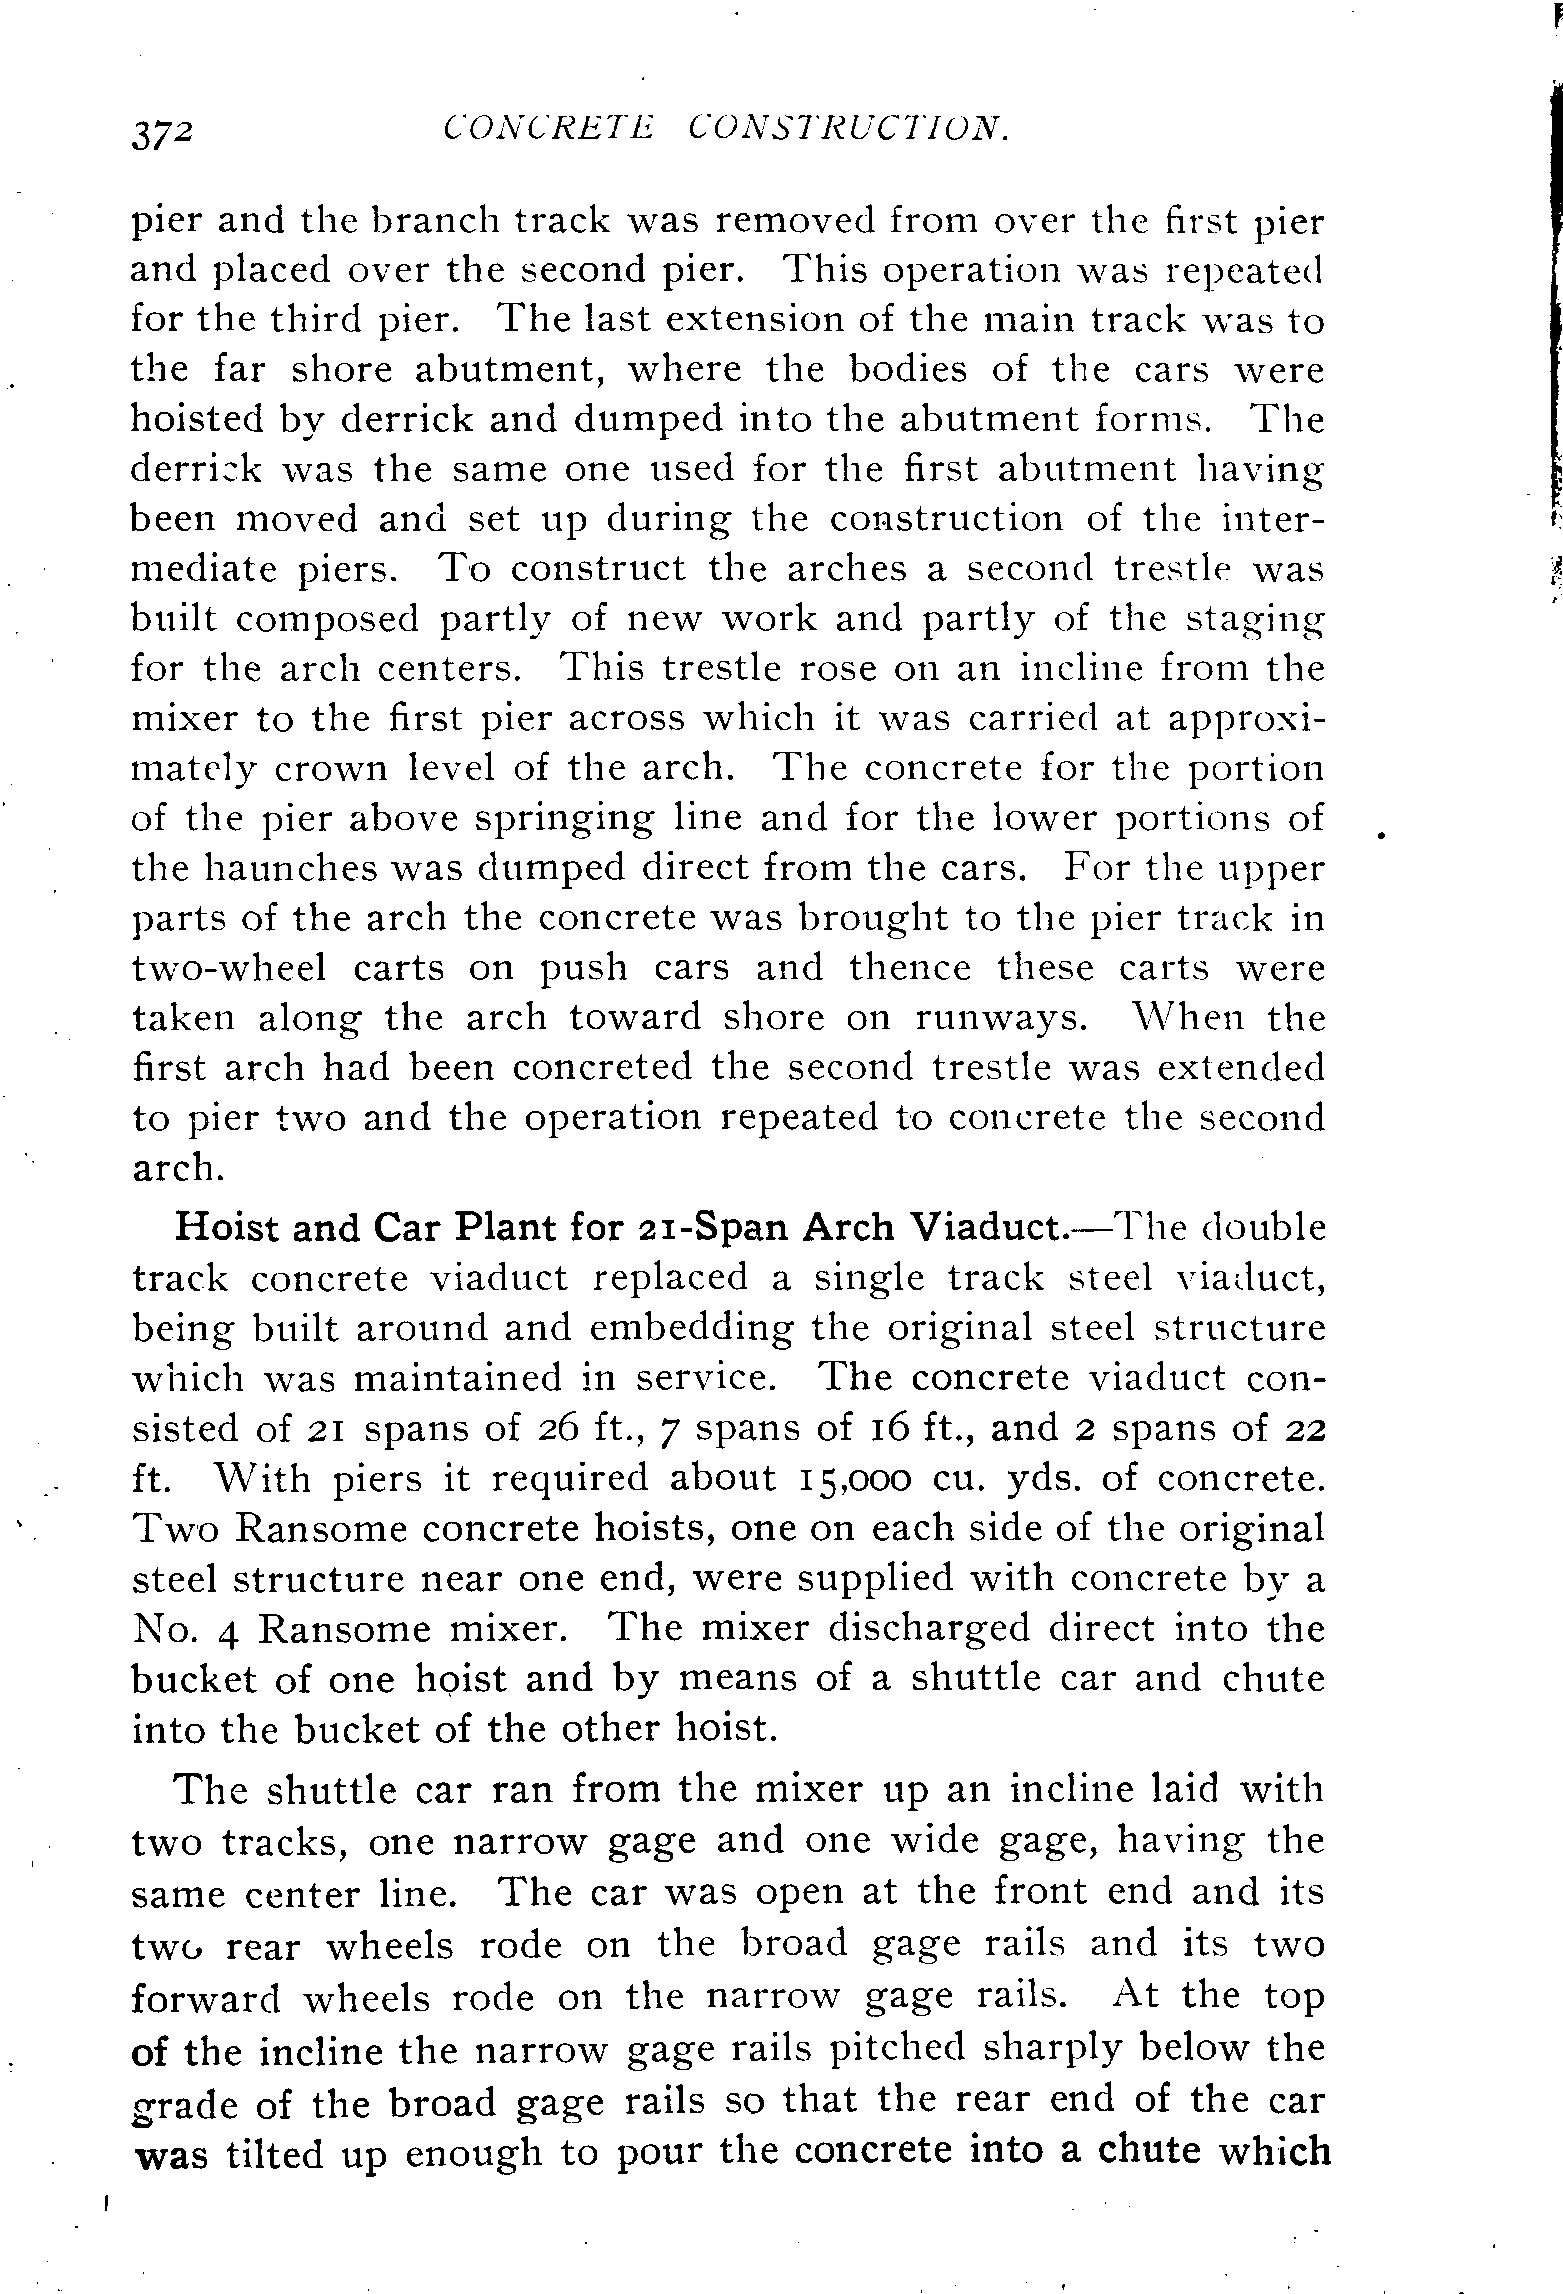 372 CONCRETE CONSTRUCTION.
pier and the branch track was removed from over the first pier
and placed over the second pier. This operation was repeated
for the third pier. The last extension of the main track was to
the far shore abutment, where the bodies of the cars were
hoisted by derrick and dumped into the abutment forms. The
derrick was the same one used for the first abutment having
been moved and set up during the construction of the inter-
mediate piers. To construct the arches a second trestle was
built composed partly of new work and partly of the staging
for the arch centers. This trestle rose on an incline from the
mixer to the first pier across which it was carried at approxi-
mately crown level of the arch. The concrete for the portion
of the pier above springing line and for the lower portions of
the haunches was dumped direct from the cars. For the upper
parts of the arch the concrete was brought to the pier track in
two-wheel carts on push cars and thence these carts were
taken along the arch toward shore on runways. When the
first arch had been concreted the second trestle was extended
to pier two and the operation repeated to concrete the second
arch.
Hoist and Car Plant for 21-Span Arch Viaduct.—The double
track concrete viaduct replaced a single track steel viaduct,
being built around and embedding the original steel structure
which was maintained in service. The concrete viaduct con-
sisted of 21 spans of 26 ft., 7 spans of 16 ft., and 2 spans of 22
ft. With piers it required about 15,000 cu. yds. of concrete.
Two Ransome concrete hoists, one on each side of the original
steel structure near one end, were supplied with concrete by a
No. 4 Ransome mixer. The mixer discharged direct into the
bucket of one hoist and by means of a shuttle car and chute
into the bucket of the other hoist.
The shuttle car ran from the mixer up an incline laid with
two tracks, one narrow gage and one wide gage, having the
same center line. The car was open at the front end and its
two rear wheels rode on the broad gage rails and its two
forward wheels rode on the narrow gage rails. At the top
of the incline the narrow gage rails pitched sharply below the
grade of the broad gage rails so that the rear end of the car
was tilted up enough to pour the concrete into a chute which